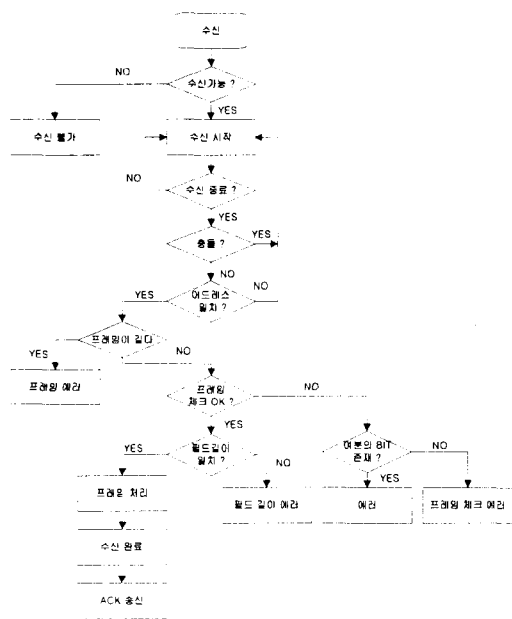 수신
NO
수신가능 ?
YES
수신 불가
수신 시작
NO
수신 종료 ?
YES
충돌 ?
YES
NO
YES
어드레스
일치 ?
NO
프레임이 길다
YES
NO
프레임 에러
프레임
체크 OK ?
NO
YES
YES
필드길이
일치 ?
NO
여분의 BIT
존재 ?
NO
YES
프레임 처리
필드 길이 에러
에러
프레임 체크 에러
수신 완료
ACK 송신